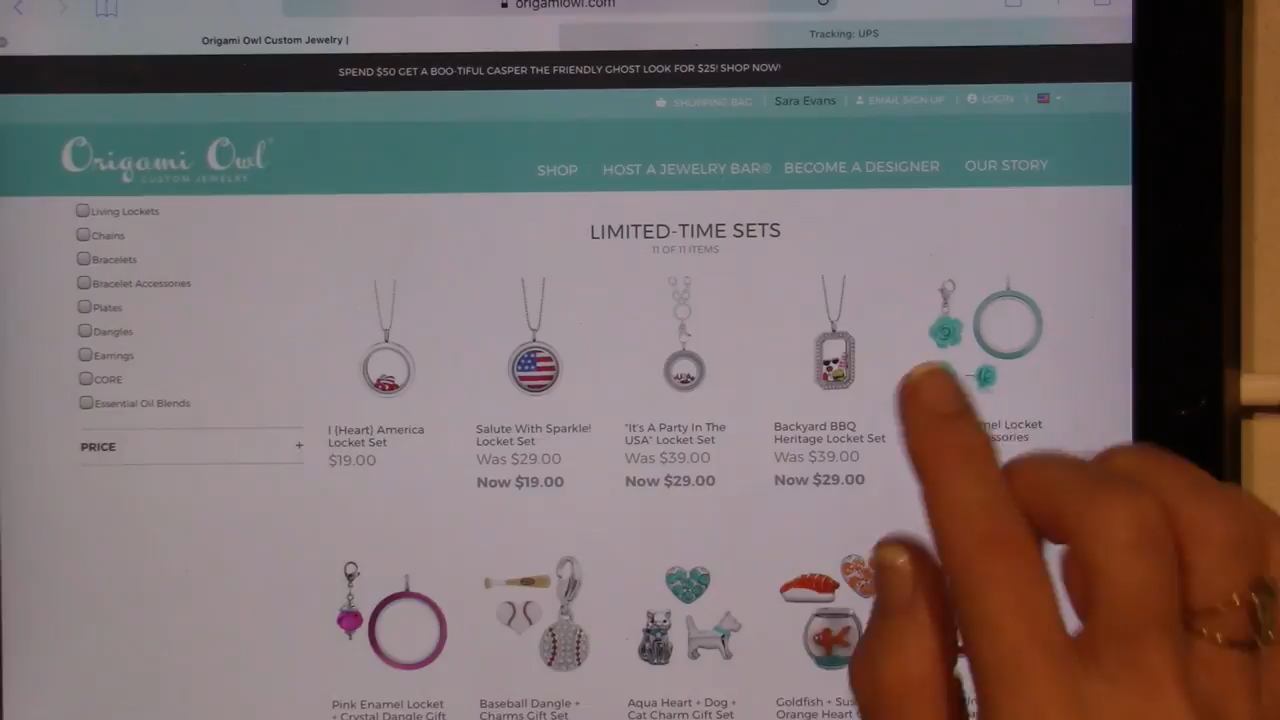 origamiowl.com
Origami Owl Custom Jewelry |
Tracking: UPS
SPEND $50 GET A BOO-TIFUL CASPER THE FRIENDLY GHOST LOOK FOR $25! SHOP NOW!
SHOPPING BAG | Sara Evans | EMAIL SIGN UP | LOGIN |
Origami Owl®
CUSTOM JEWELRY
SHOP HOST A JEWELRY BAR® BECOME A DESIGNER OUR STORY
Living Lockets
Chains
Bracelets
Bracelet Accessories
Plates
Dangles
Earrings
CORE
Essential Oil Blends
PRICE +
LIMITED-TIME SETS
11 OF 11 ITEMS
I (Heart) America
Locket Set
$19.00
Salute With Sparkle!
Locket Set
Was $29.00
Now $19.00
"It's A Party In The
USA" Locket Set
Was $39.00
Now $29.00
Backyard BBQ
Heritage Locket Set
Was $39.00
Now $29.00
Locket
Pink Enamel Locket
+ Crystal Dangle Gift
Baseball Dangle +
Charms Gift Set
Aqua Heart + Dog +
Cat Charm Gift Set
Goldfish +
Orange Heart